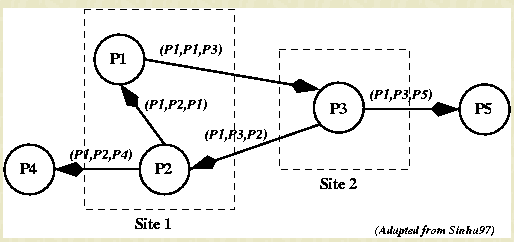 (P1,P1,P3)
P1
(P1,P2,P1)
(P1,P3,P5)
P3
P5
(P1,P3,P2)
(P1,P2,P4)
P4
P2
Site 2
Site 1
(Adapted from Sinha97)